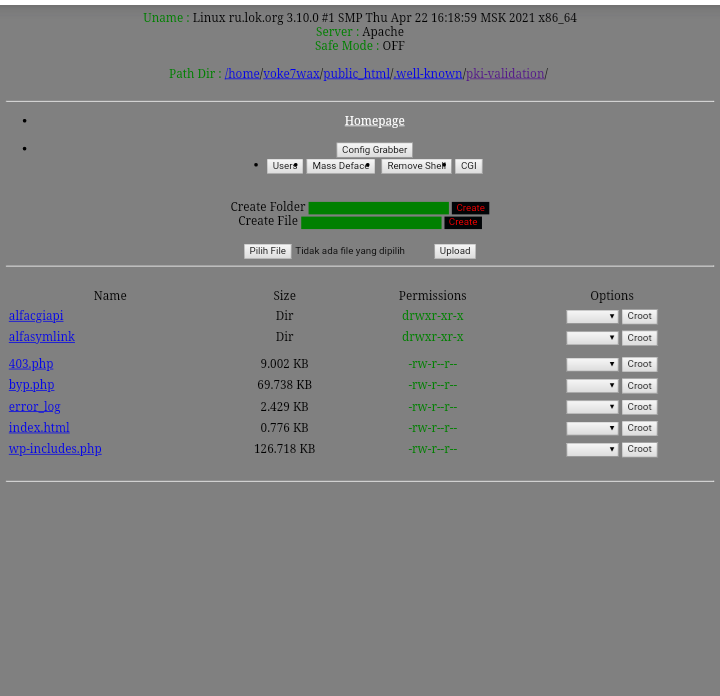 Uname : Linux ru.lok.org 3.10.0 #1 SMP Thu Apr 22 16:18:59 MSK 2021 x86_64
Server : Apache
Safe Mode : OFF
Path Dir : /home/voke7wax/public_html/.well-known/pki-validation/
Homepage
Config Grabber
Users Mass Deface Remove Shell CGI
Create Folder Create
Create File Create
Pilih File Tidak ada file yang dipilih Upload
Name Size Permissions Options
alfacgiapi Dir drwxr-xr-x Croot
alfasymlink Dir drwxr-xr-x Croot
403.php 9.002 KB -rw-r--r-- Croot
byp.php 69.738 KB -rw-r--r-- Croot
error_log 2.429 KB -rw-r--r-- Croot
index.html 0.776 KB -rw-r--r-- Croot
wp-includes.php 126.718 KB -rw-r--r-- Croot